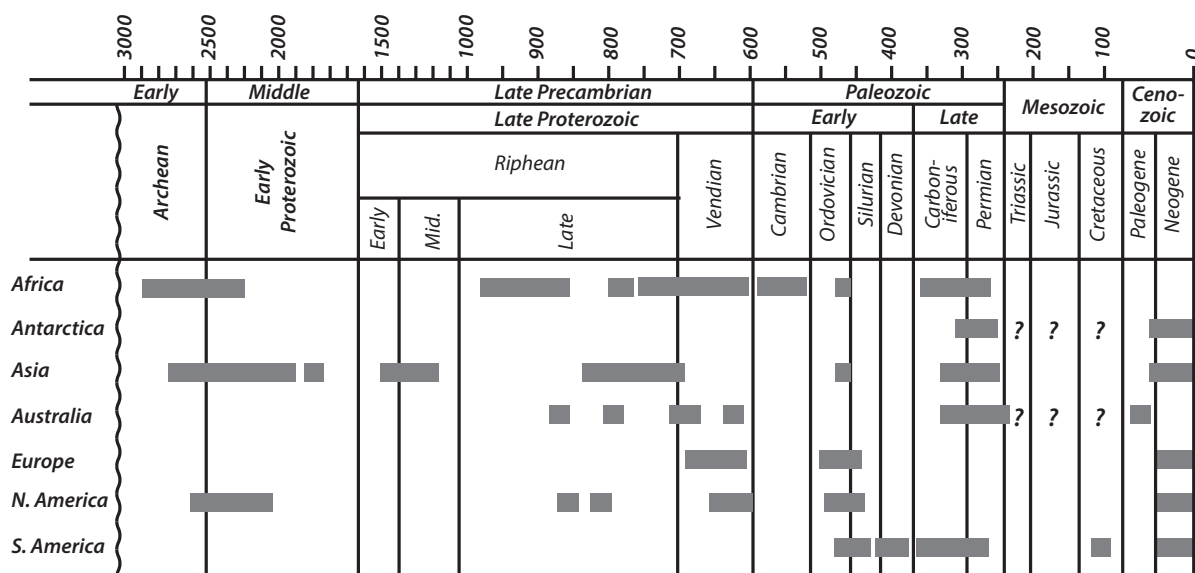 3000 2500 2000 1500 1000 900 800 700 600 500 400 300 200 100 0
Early Middle Late Precambrian Paleozoic Mesozoic Ceno-
zoic
Late Proterozoic Early Late
Archean Early
Proterozoic Riphean Vendian Cambrian Ordovician Silurian Devonian Carbon-
iferous Permian Triassic Jurassic Cretaceous Paleogene Neogene
Early Mid. Late
Africa
Antarctica ? ? ?
Asia
Australia ? ? ?
Europe
N. America
S. America